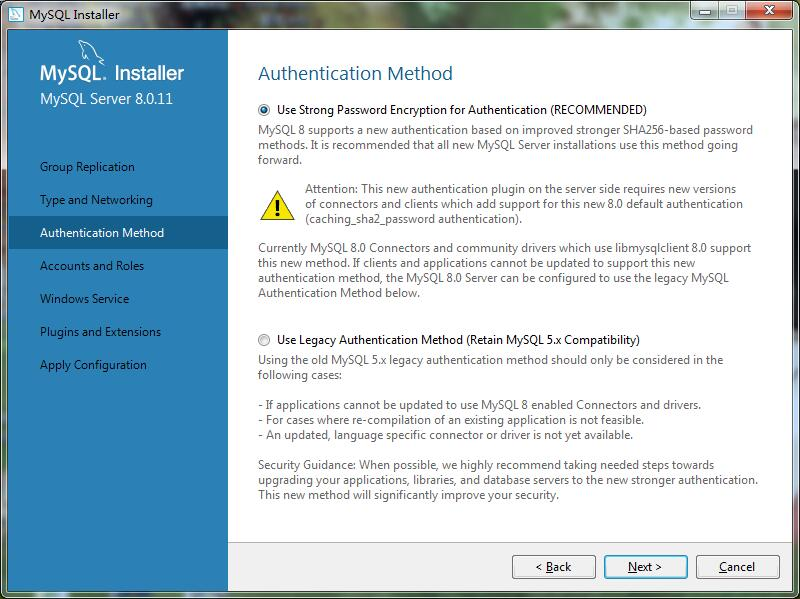 MySQL Installer
MySQL. Installer
MySQL Server 8.0.11
Group Replication
Type and Networking
Authentication Method
Accounts and Roles
Windows Service
Plugins and Extensions
Apply Configuration
Authentication Method
Use Strong Password Encryption for Authentication (RECOMMENDED)
MySQL 8 supports a new authentication based on improved stronger SHA256-based password
methods. It is recommended that all new MySQL Server installations use this method going
forward.
Attention: This new authentication plugin on the server side requires new versions
of connectors and clients which add support for this new 8.0 default authentication
(caching_sha2_password authentication).
Currently MySQL 8.0 Connectors and community drivers which use libmysqlclient 8.0 support
this new method. If clients and applications cannot be updated to support this new
authentication method, the MySQL 8.0 Server can be configured to use the legacy MySQL
Authentication Method below.
Use Legacy Authentication Method (Retain MySQL 5.x Compatibility)
Using the old MySQL 5.x legacy authentication method should only be considered in the
following cases:
- If applications cannot be updated to use MySQL 8 enabled Connectors and drivers.
- For cases where re-compilation of an existing application is not feasible.
- An updated, language specific connector or driver is not yet available.
Security Guidance: When possible, we highly recommend taking needed steps towards
upgrading your applications, libraries, and database servers to the new stronger authentication.
This new method will significantly improve your security.
< Back
Next >
Cancel